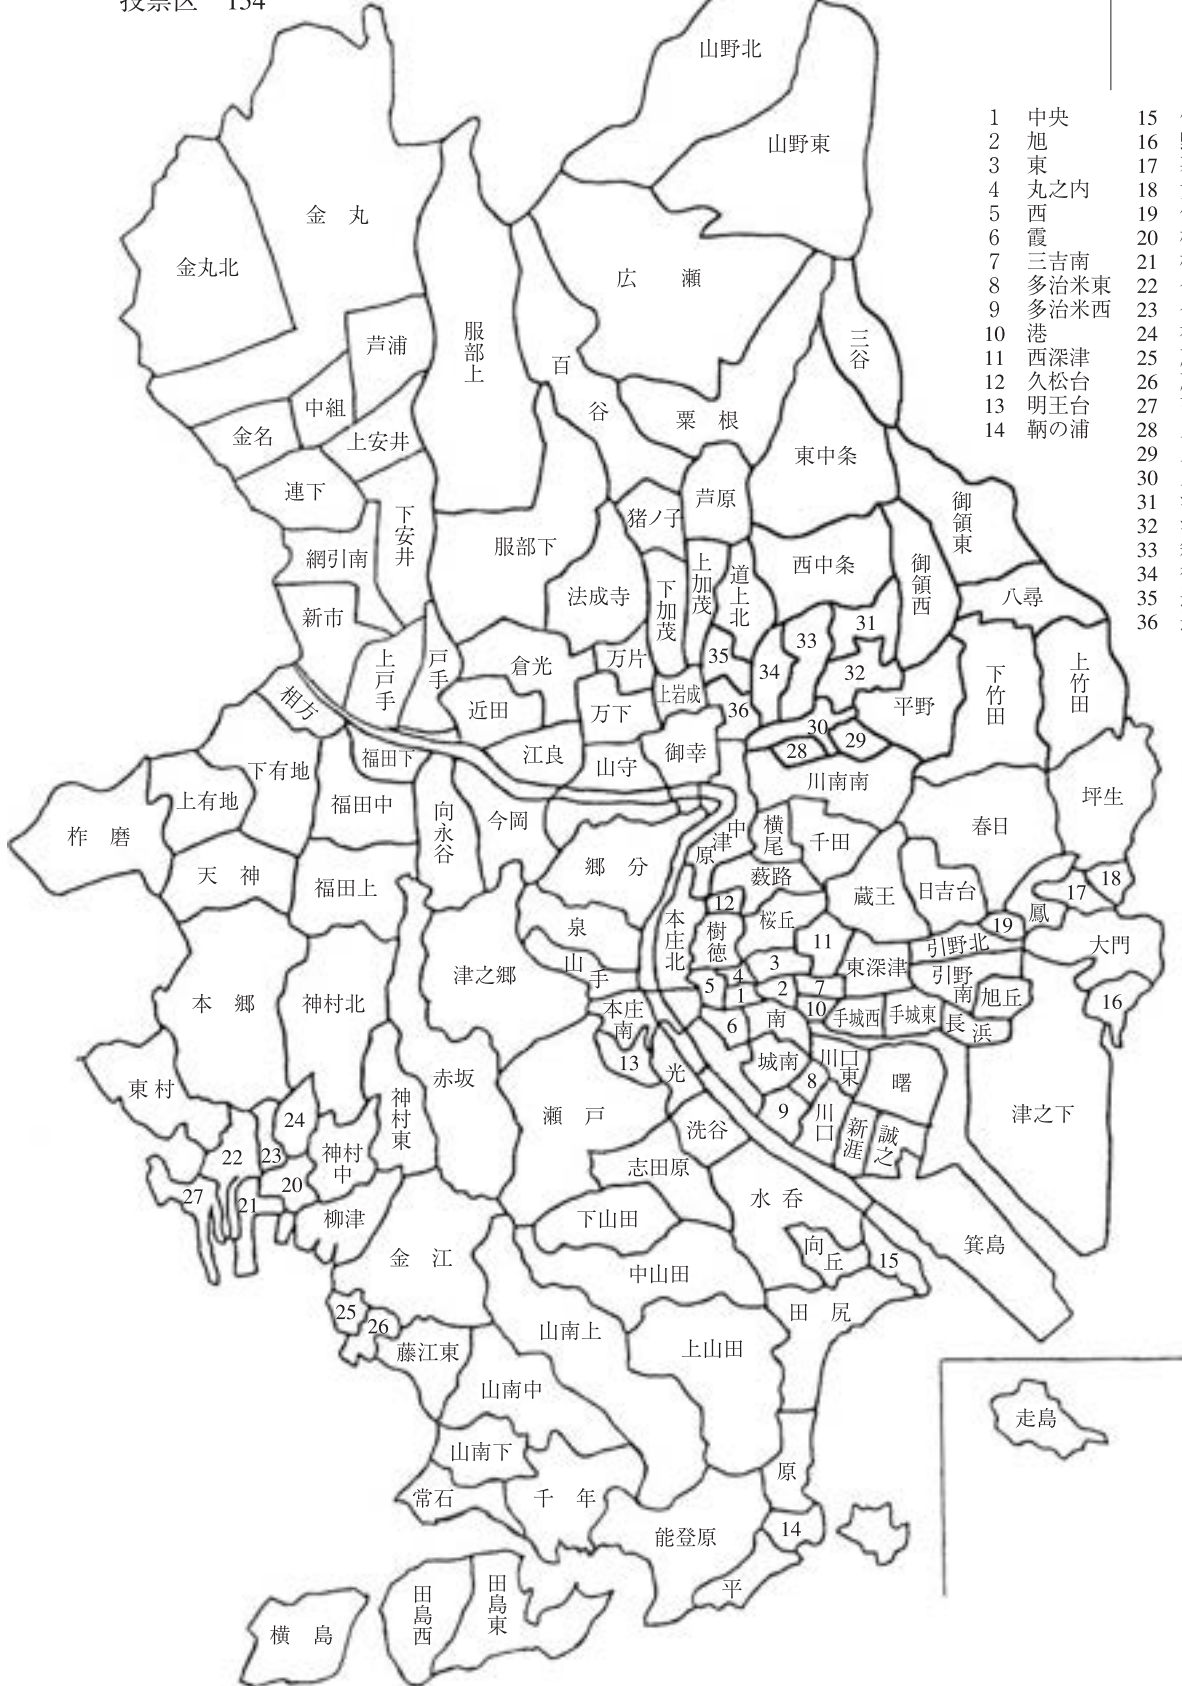 投票区 134
山野北
山野東
金丸
金丸北
広瀬
芦浦
服部上
三谷
百谷
中組
粟根
金名
上安井
東中条
連下
芦原
猪ノ子
御領東
下安井
服部下
網引南
上加茂
道上北
西中条
御領西
法成寺
下加茂
八尋
新市
31
33
35
万片
倉光
上戸手
戸手
34
32
上竹田
下竹田
相方
上岩成
近田
万下
36
平野
30
29
28
福田下
江良
山守
御幸
下有地
川南南
上有地
福田中
向永谷
今岡
坪生
柞磨
中津原
横尾
千田
春日
郷分
天神
福田上
薮路
蔵王
日吉台
17
18
12
鳳
19
泉
本庄北
樹徳
桜丘
11
引野北
大門
山手
津之郷
3
東深津
引野南
旭丘
4
5
1
2
7
本郷
神村北
本庄南
6
南
10
手城西
手城東
長浜
16
13
光
城南
川口東
8
曙
東村
赤坂
瀬戸
9
川口
新涯
誠之
津之下
24
神村東
洗谷
22
23
神村中
志田原
20
27
21
柳津
水呑
下山田
金江
向丘
15
箕島
中山田
25
26
田尻
山南上
藤江東
上山田
山南中
走島
山南下
原
常石
千年
能登原
14
平
田島西
田島東
横島
1 中央
2 旭
3 東
4 丸之内
5 西
6 霞
7 三吉南
8 多治米東
9 多治米西
10 港
11 西深津
12 久松台
13 明王台
14 鞆の浦
15
16
17
18
19
20
21
22
23
24
25
26
27
28
29
30
31
32
33
34
35
36